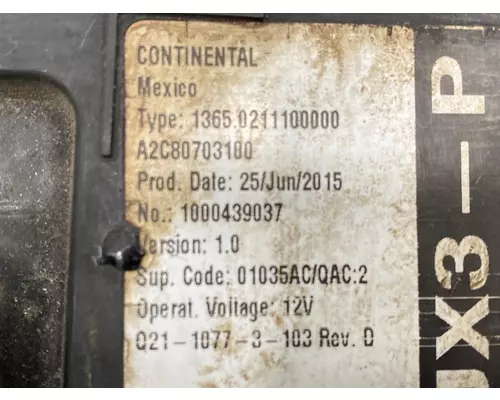 CONTINENTAL
Mexico
Type: 1365.0211100000
A2C80703100
Prod. Date: 25/Jun/2015
No.: 1000439037
Version: 1.0
Sup. Code: 01035AC/QAC:2
Operat. Voltage: 12V
Q21-1077-3-103 Rev. D
UX3-P